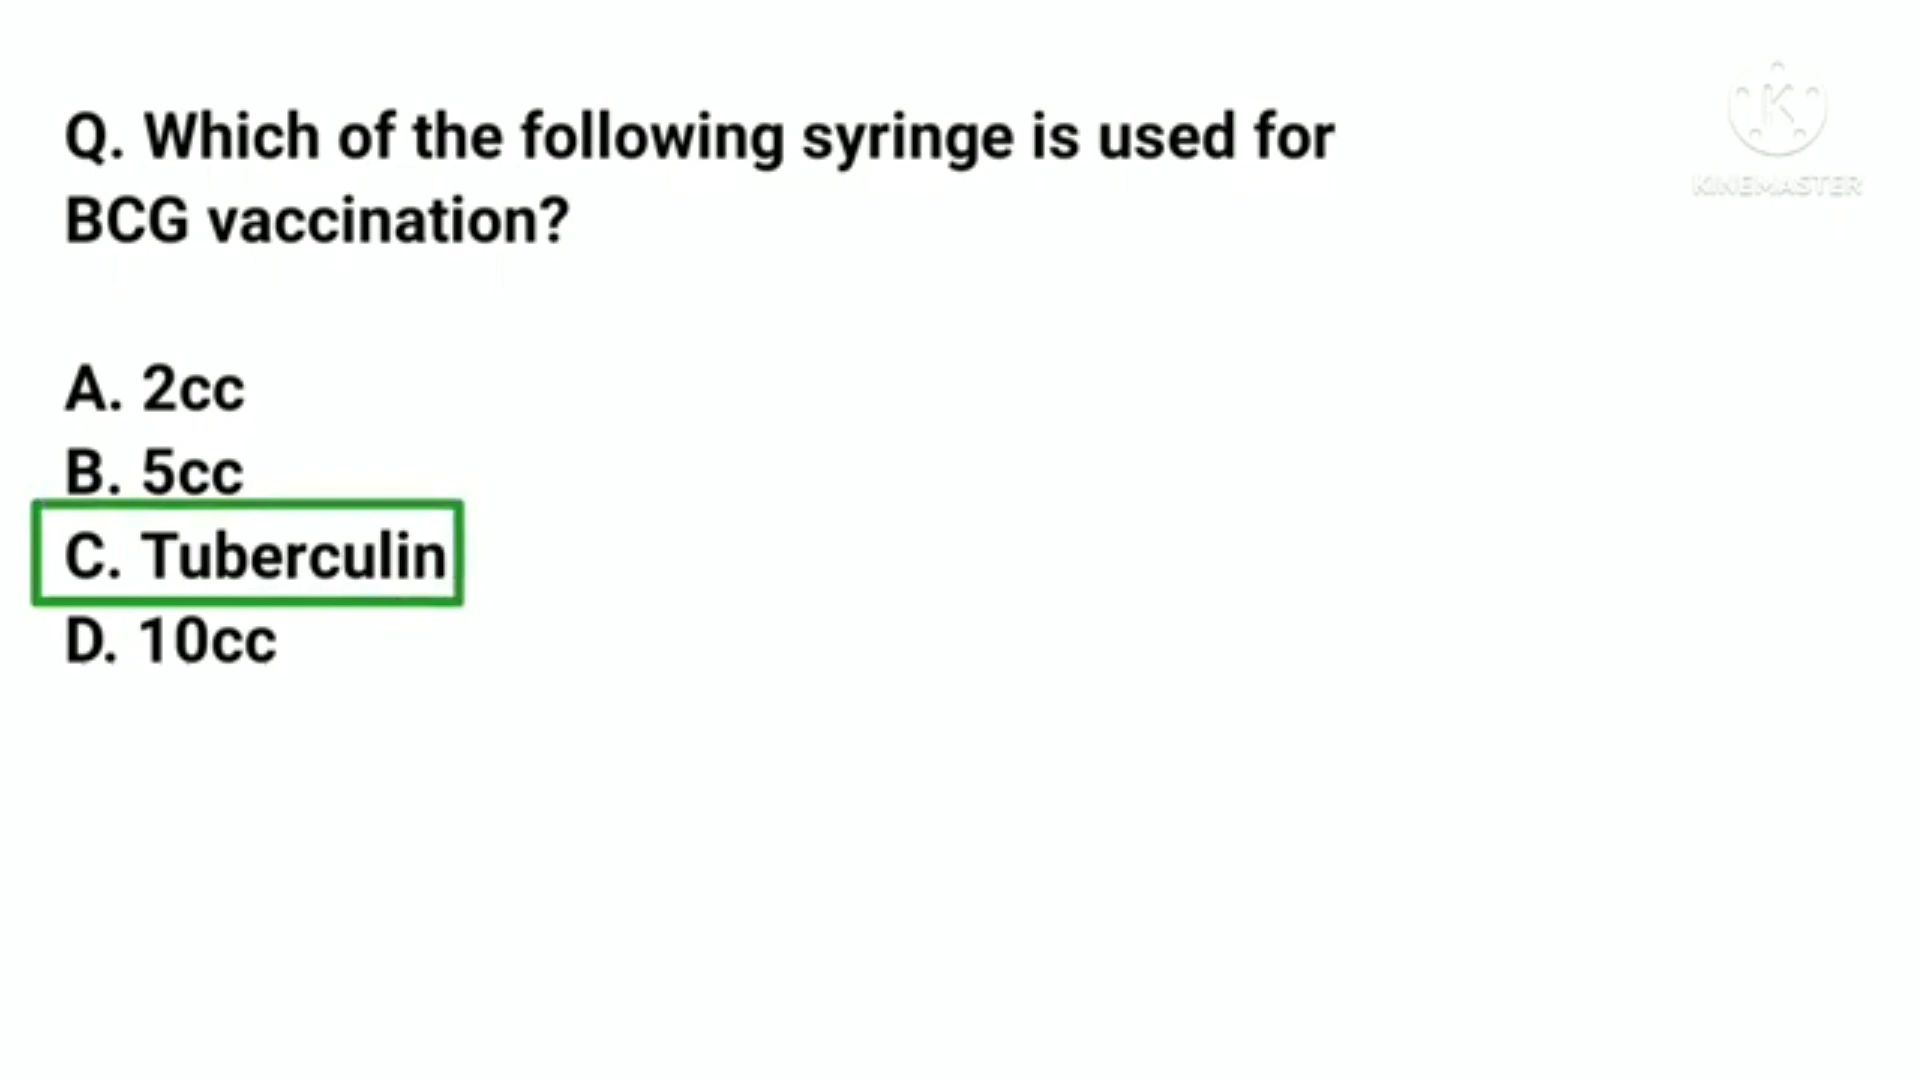 Q. Which of the following syringe is used for
BCG vaccination?
A. 2cc
B. 5cc
C. Tuberculin
D. 10cc
K
KINEMASTER